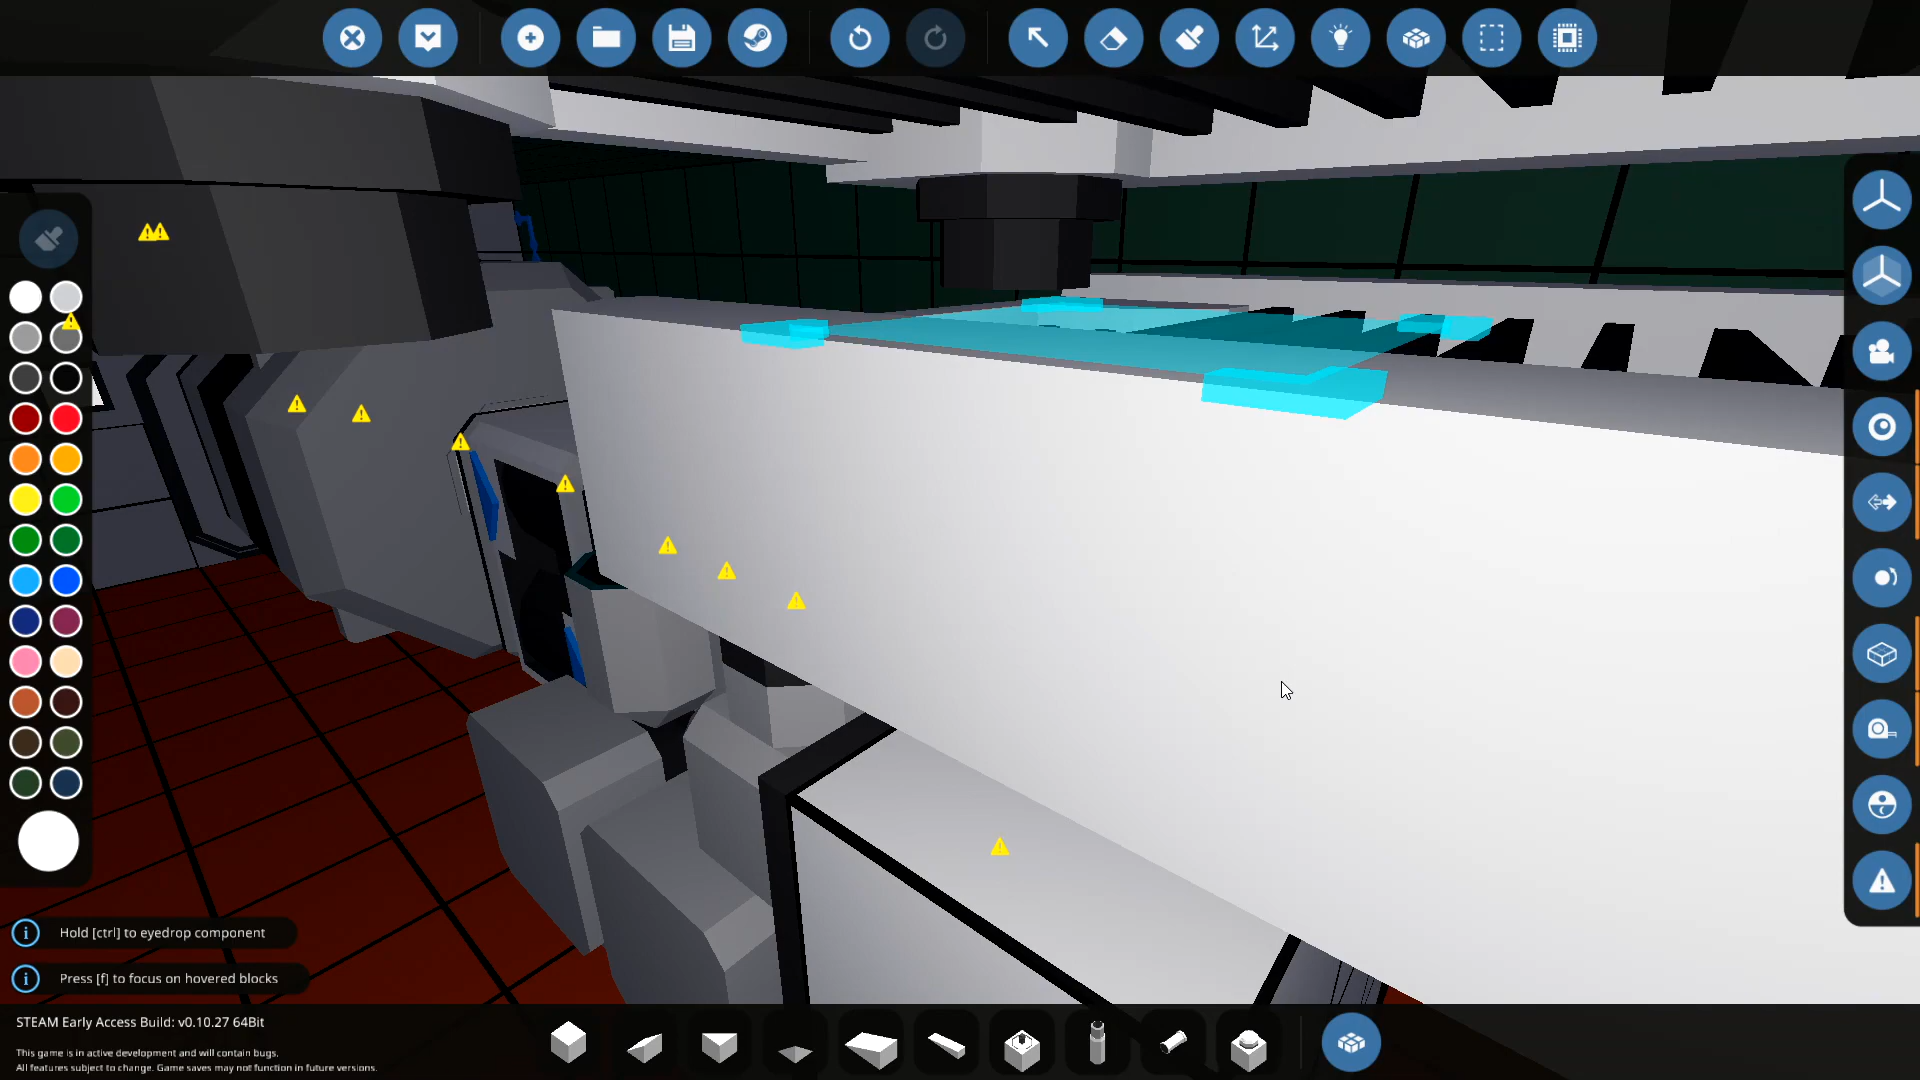 Hold [ctrl] to eyedrop component
Press [f] to focus on hovered blocks
STEAM Early Access Build: v0.10.27 64Bit
This game is in active development and will contain bugs.
All features subject to change. Game saves may not function in future versions.